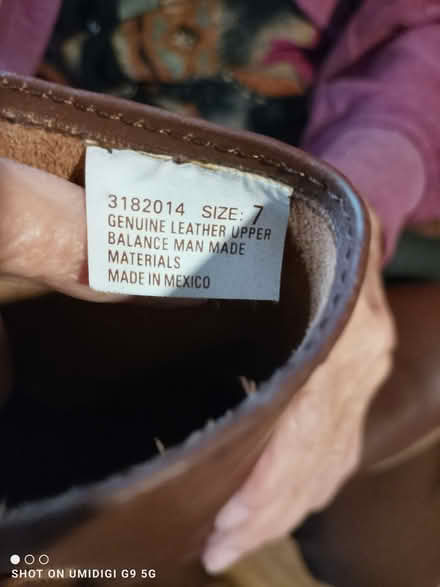 3182014 SIZE: 7
GENUINE LEATHER UPPER
BALANCE MAN MADE
MATERIALS
MADE IN MEXICO
SHOT ON UMIDIGI G9 5G